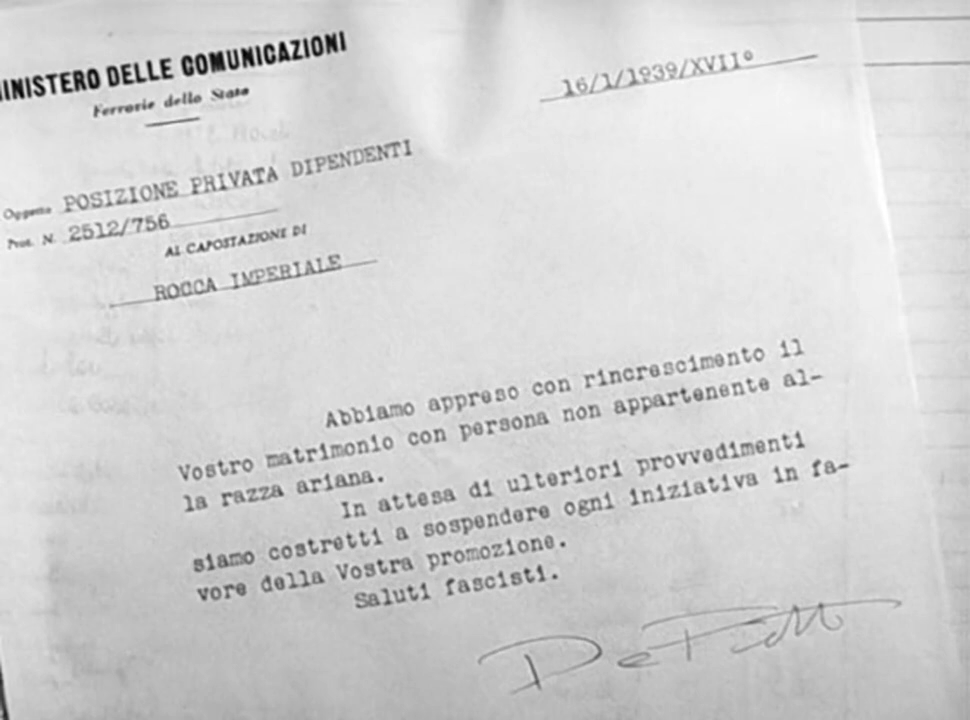 MINISTERO DELLE COMUNICAZIONI
Ferrovie dello Stato
16/1/1939/XVII°
Oggetto POSIZIONE PRIVATA DIPENDENTI
Prot. N. 2512/756
AL CAPOSTAZIONE DI
ROCCA IMPERIALE
Abbiamo appreso con rincrescimento il
Vostro matrimonio con persona non appartenente al-
la razza ariana.
In attesa di ulteriori provvedimenti
siamo costretti a sospendere ogni iniziativa in fa-
vore della Vostra promozione.
Saluti fascisti.